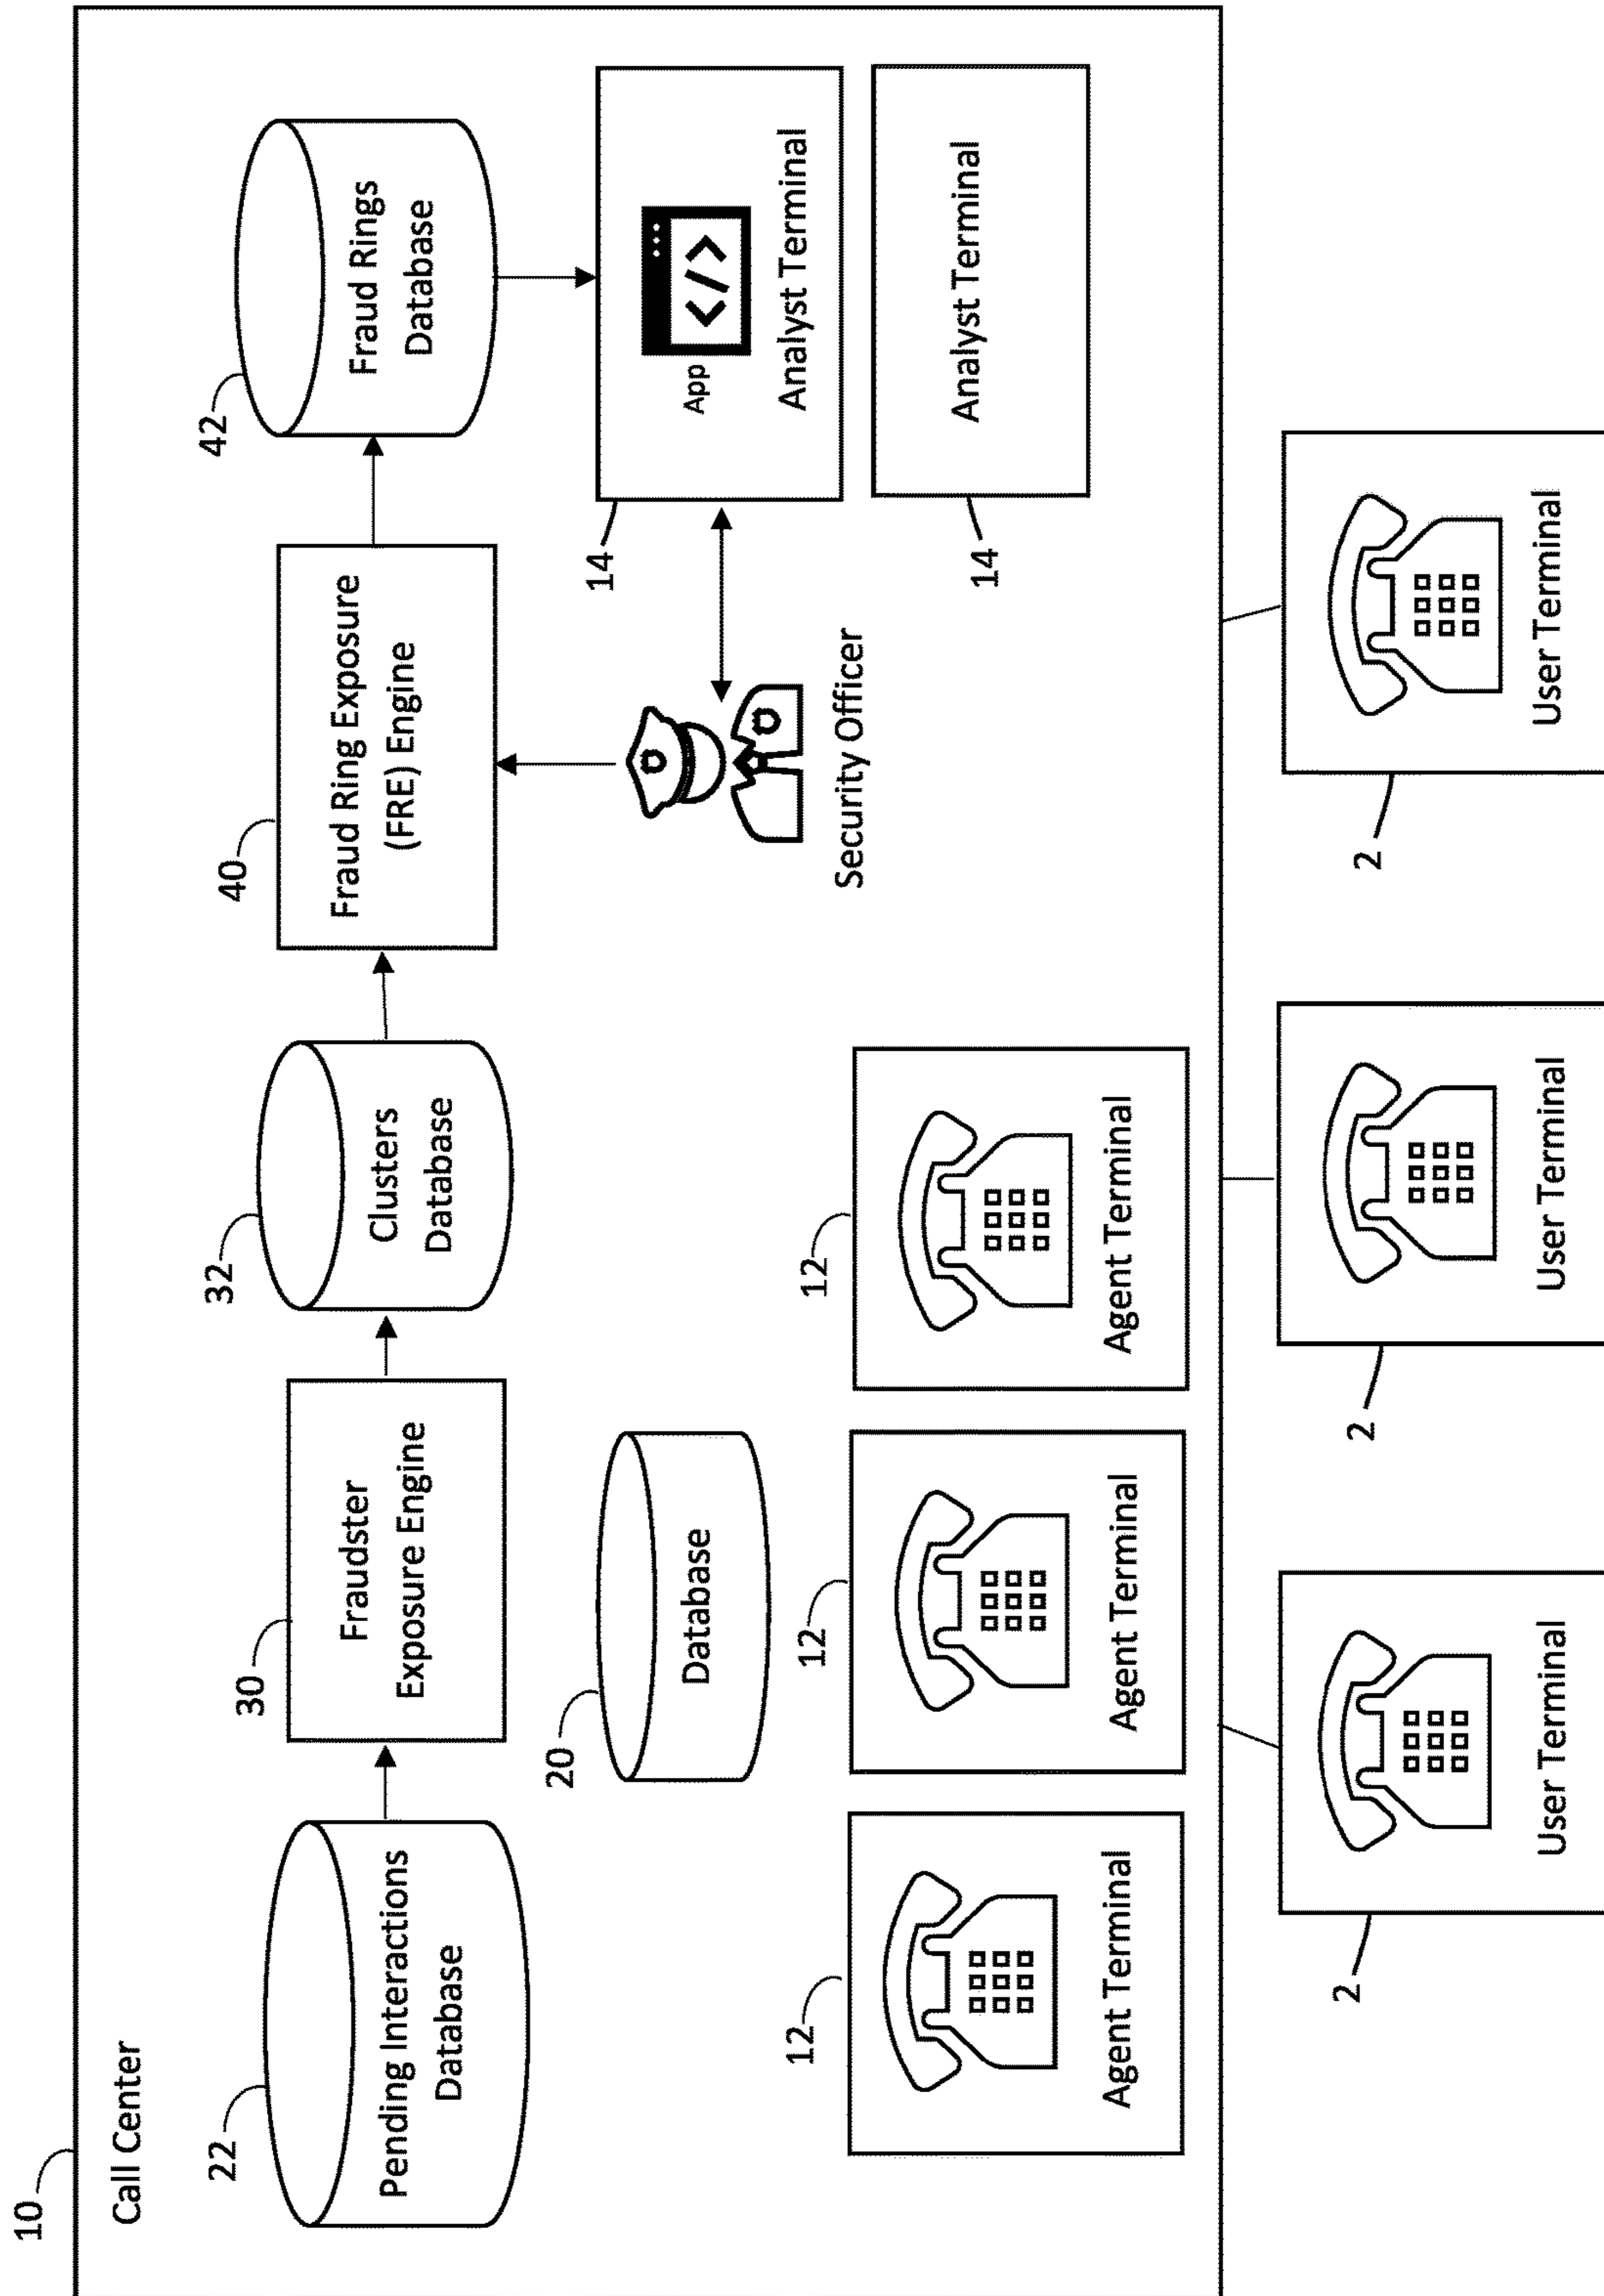 10
Call Center
22
Pending Interactions
Database
30
Fraudster
Exposure Engine
32
Clusters
Database
40
Fraud Ring Exposure
(FRE) Engine
42
Fraud Rings
Database
20
Database
Security Officer
14
App
</>
Analyst Terminal
14
Analyst Terminal
12
Agent Terminal
12
Agent Terminal
12
Agent Terminal
2
User Terminal
2
User Terminal
2
User Terminal